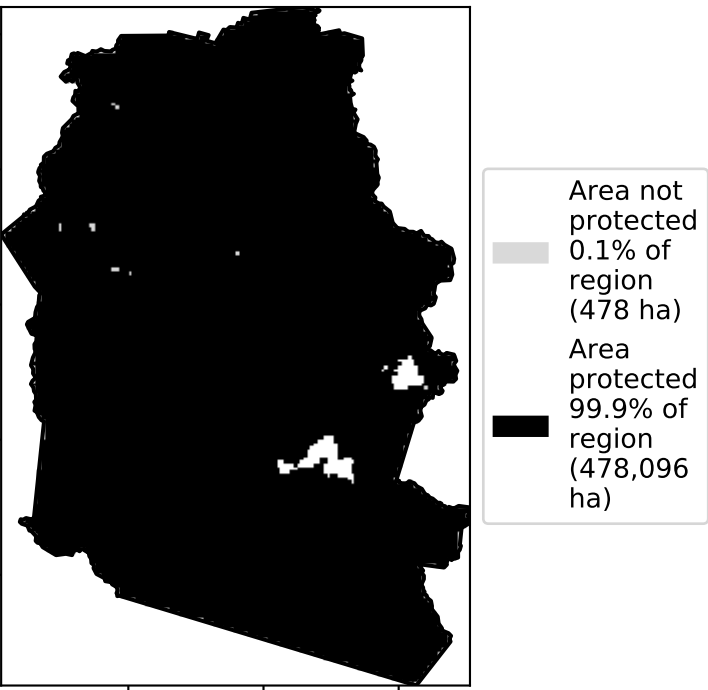 Area not
protected
0.1% of
region
(478 ha)
Area
protected
99.9% of
region
(478,096
ha)